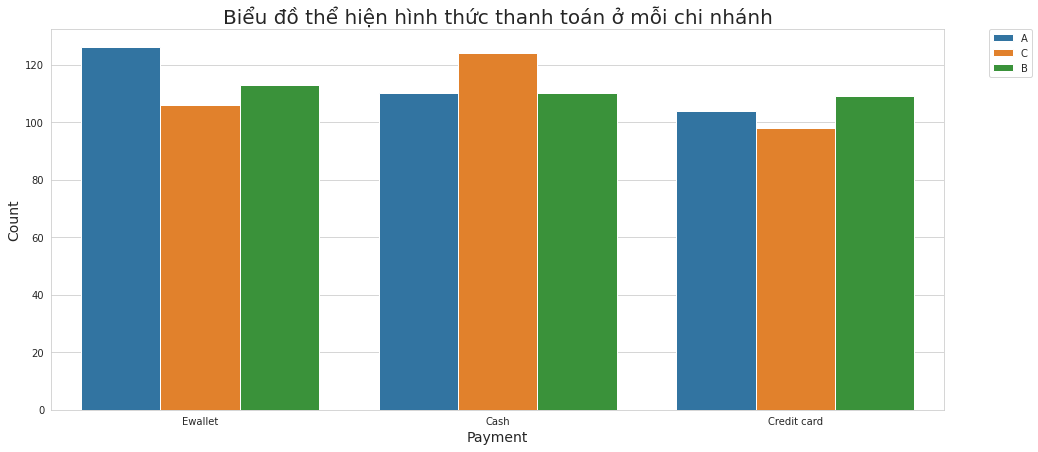 Biểu đồ thể hiện hình thức thanh toán ở mỗi chi nhánh
A
C
B
120
100
80
60
40
20
0
Count
Ewallet
Cash
Credit card
Payment